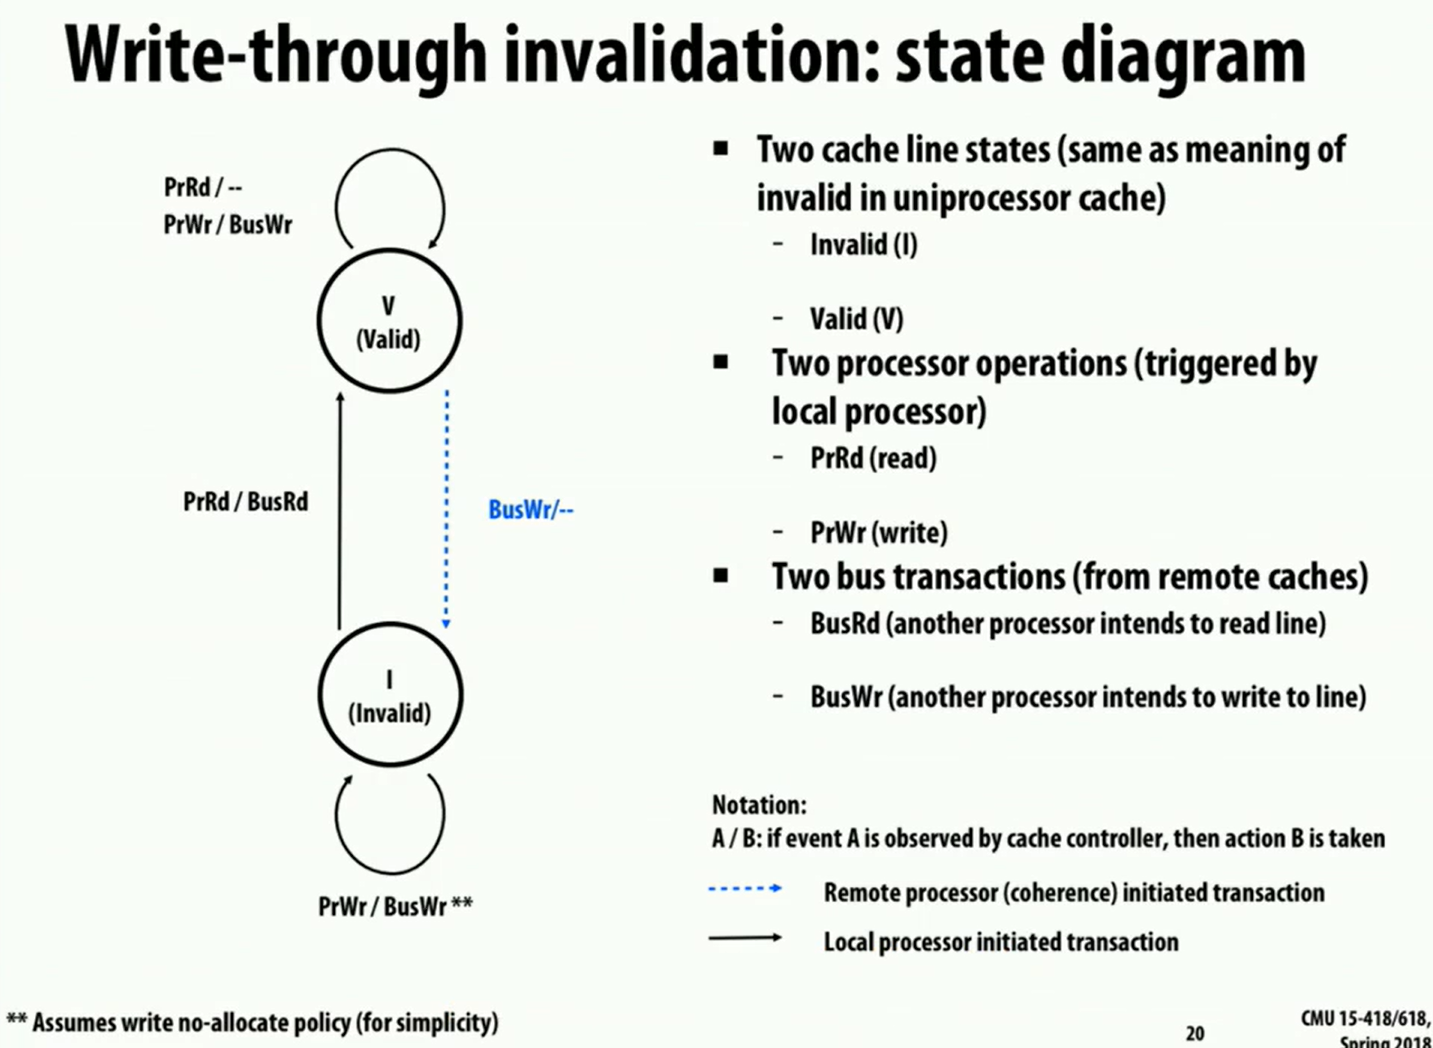 Write-through invalidation: state diagram
PrRd / --
PrWr / BusWr
V
(Valid)
PrRd / BusRd
BusWr/--
I
(Invalid)
PrWr / BusWr **
■ Two cache line states (same as meaning of
invalid in uniprocessor cache)
- Invalid (I)
- Valid (V)
■ Two processor operations (triggered by
local processor)
- PrRd (read)
- PrWr (write)
■ Two bus transactions (from remote caches)
- BusRd (another processor intends to read line)
- BusWr (another processor intends to write to line)
Notation:
A / B: if event A is observed by cache controller, then action B is taken
Remote processor (coherence) initiated transaction
Local processor initiated transaction
** Assumes write no-allocate policy (for simplicity)
20
CMU 15-418/618,
Spring 2018